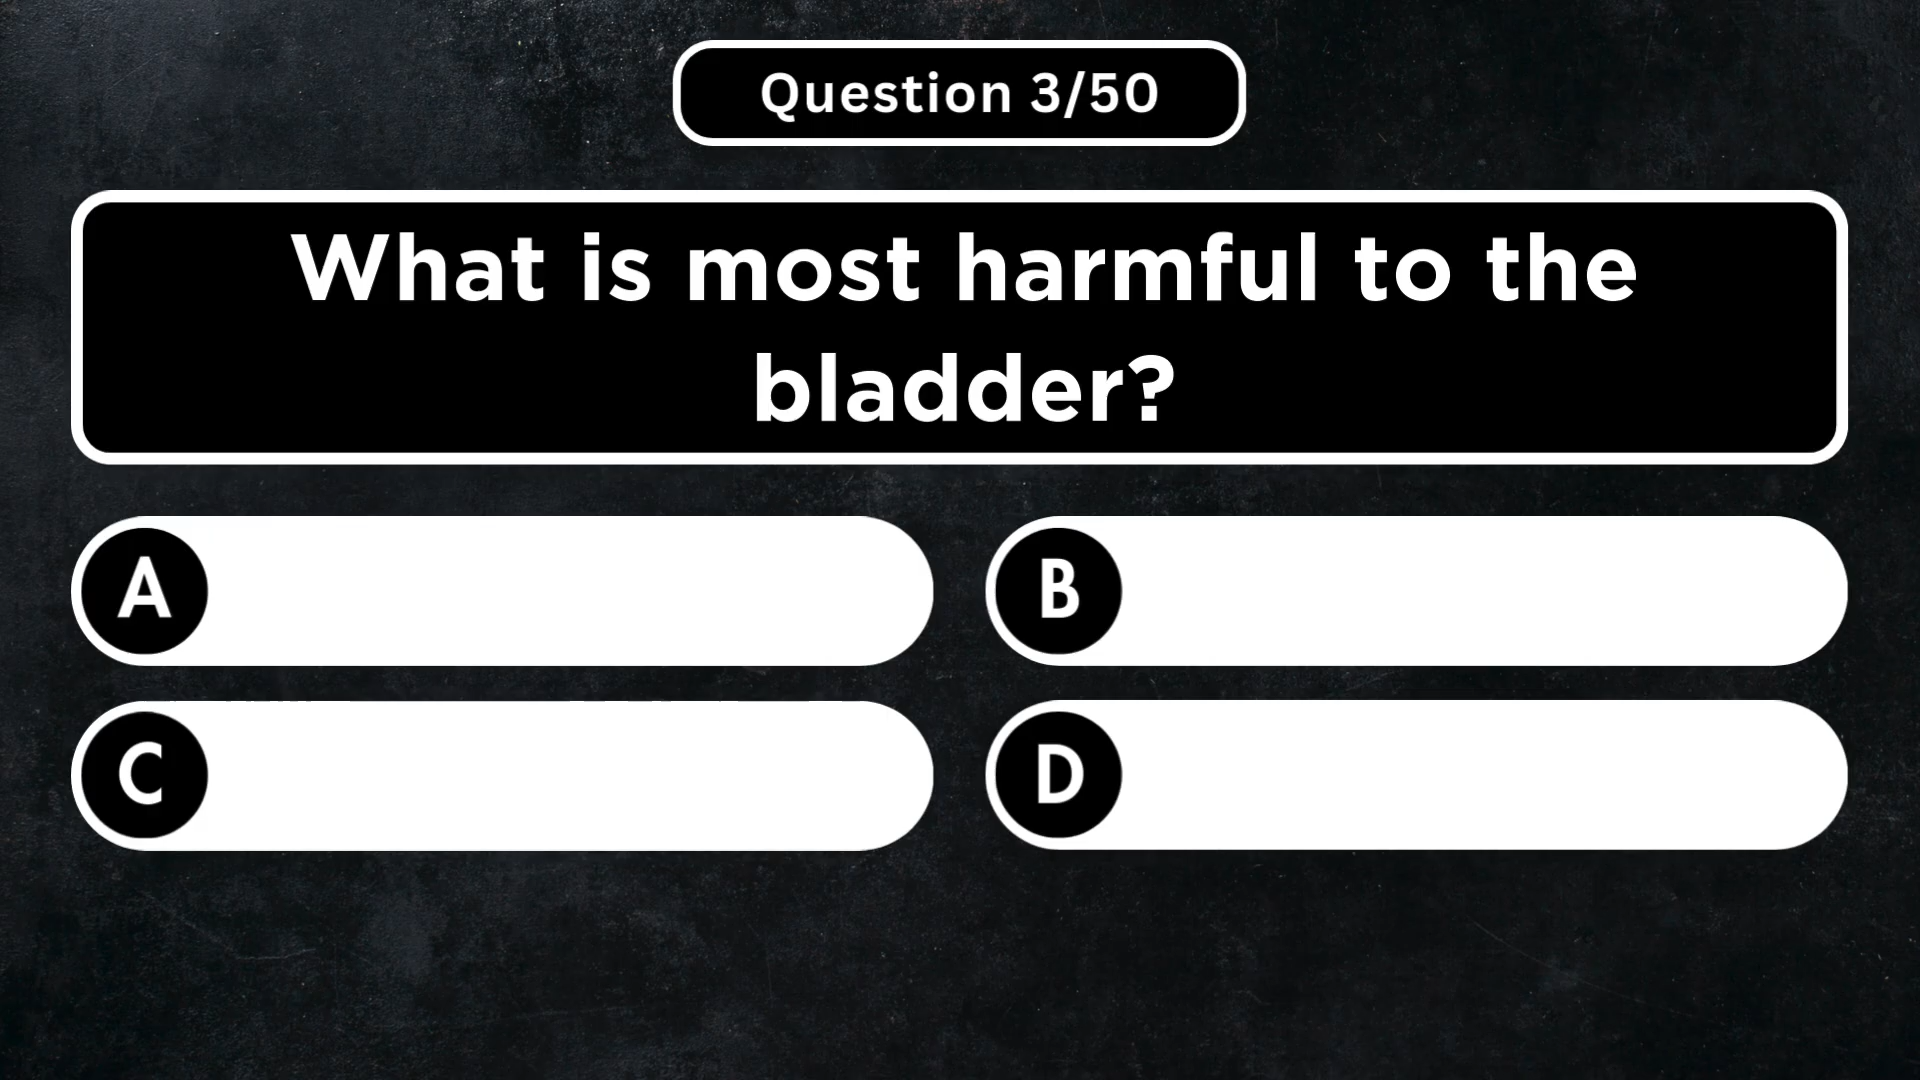 Question 3/50
What is most harmful to the
bladder?
A
B
C
D